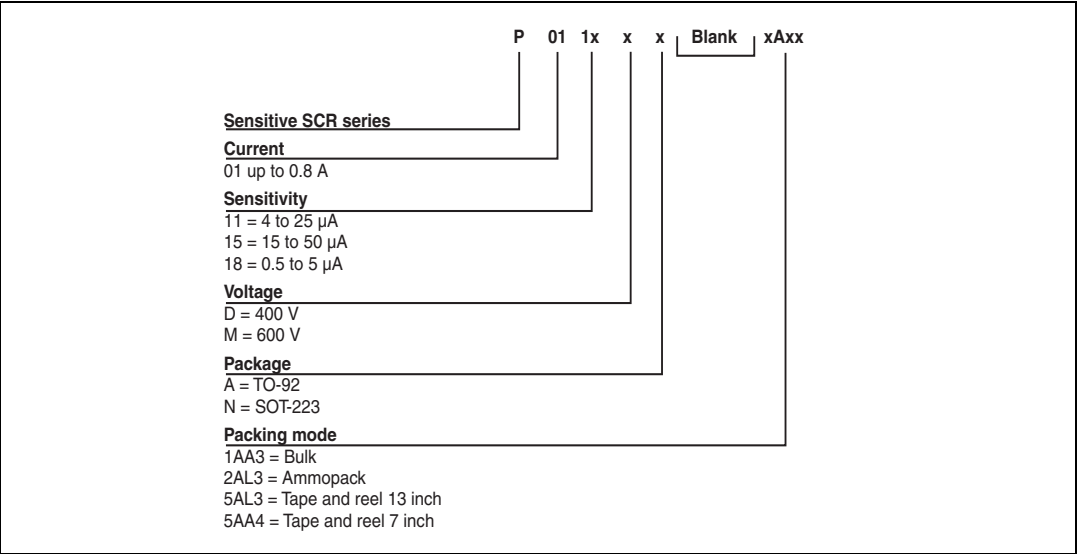 P 01 1x x x Blank xAxx
Sensitive SCR series
Current
01 up to 0.8 A
Sensitivity
11 = 4 to 25 µA
15 = 15 to 50 µA
18 = 0.5 to 5 µA
Voltage
D = 400 V
M = 600 V
Package
A = TO-92
N = SOT-223
Packing mode
1AA3 = Bulk
2AL3 = Ammopack
5AL3 = Tape and reel 13 inch
5AA4 = Tape and reel 7 inch